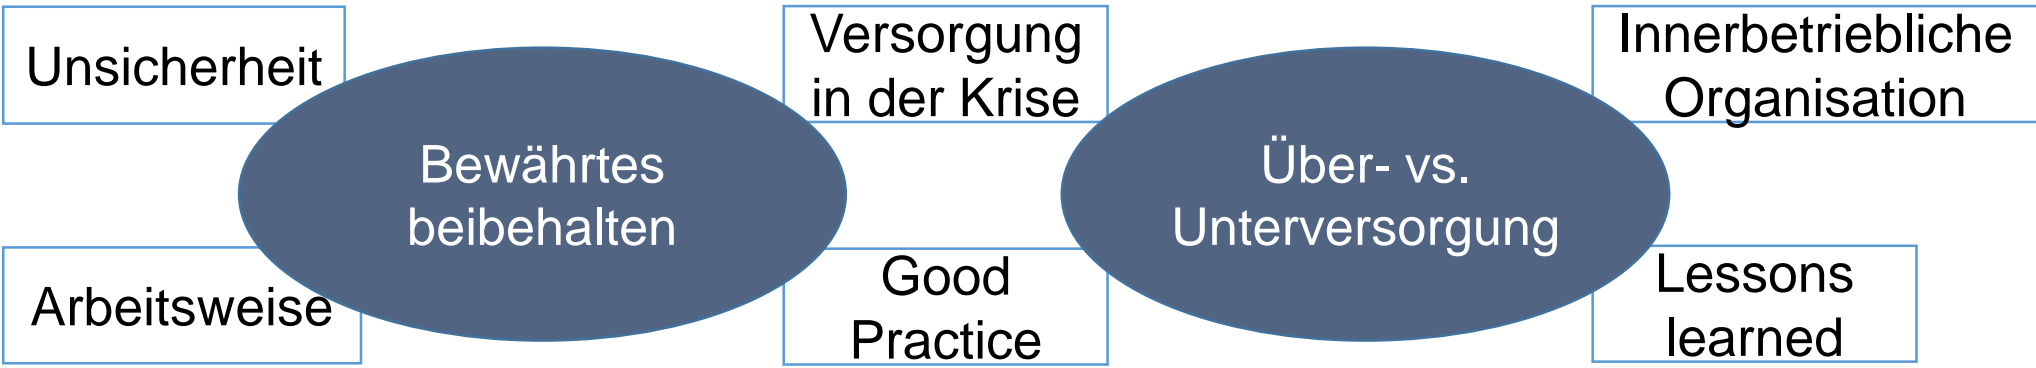 Unsicherheit
Versorgung
in der Krise
Innerbetriebliche
Organisation
Bewährtes
beibehalten
Über- vs.
Unterversorgung
Arbeitsweise
Good
Practice
Lessons
learned